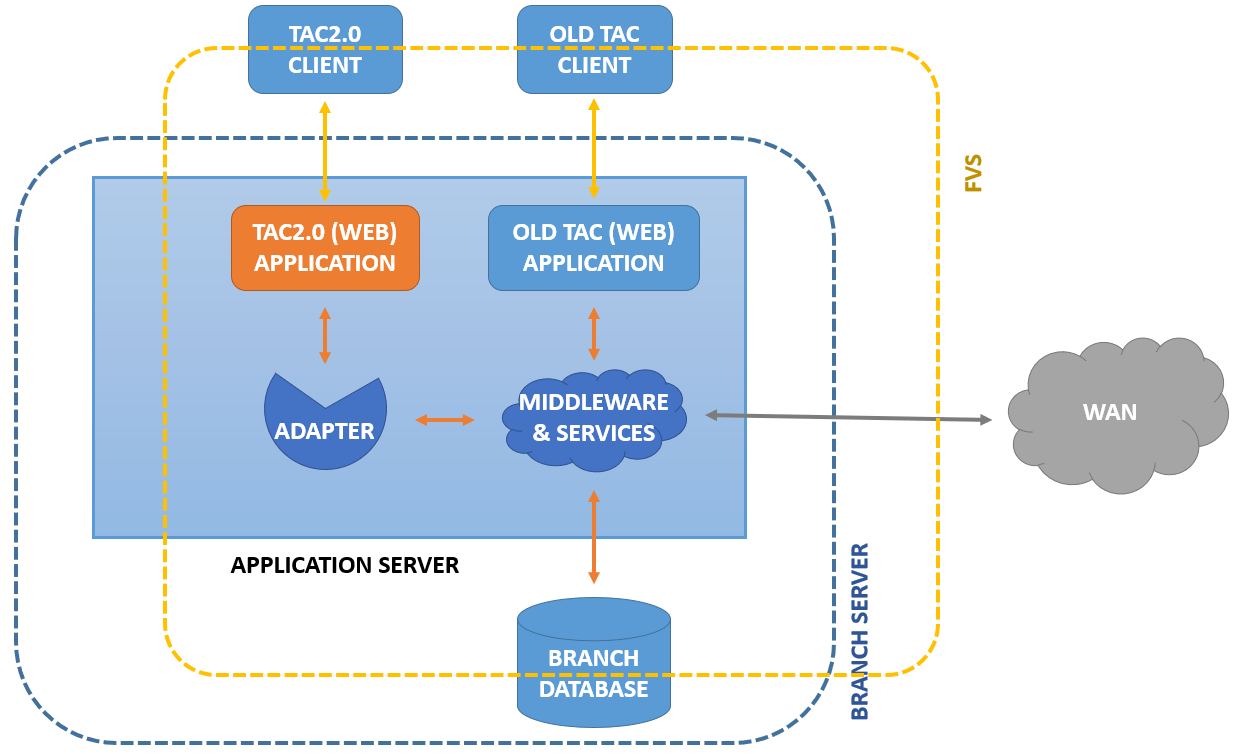 TAC2.0
CLIENT
OLD TAC
CLIENT
FVS
TAC2.0 (WEB)
APPLICATION
OLD TAC (WEB)
APPLICATION
ADAPTER
MIDDLEWARE
& SERVICES
WAN
APPLICATION SERVER
BRANCH SERVER
BRANCH
DATABASE